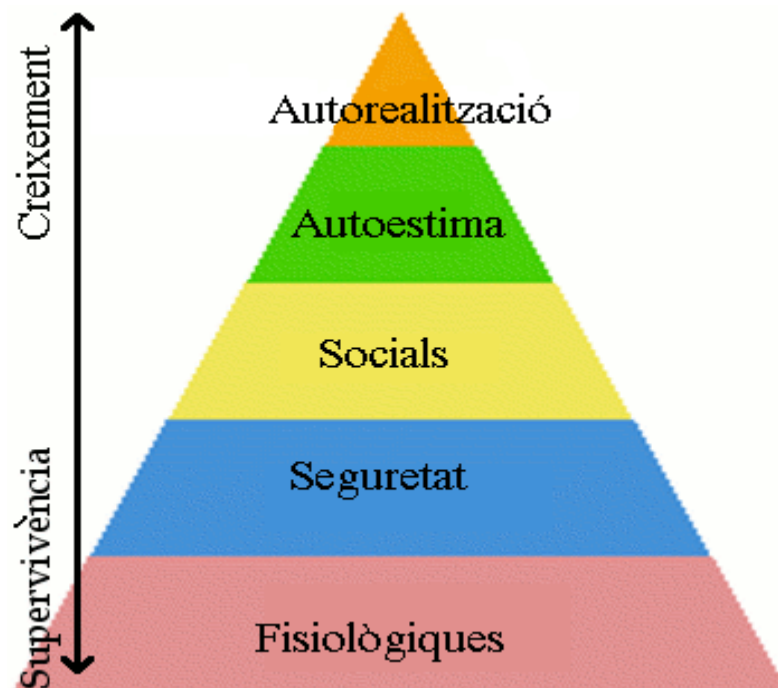 Creixement
Supervivència
Autorealització
Autoestima
Socials
Seguretat
Fisiològiques